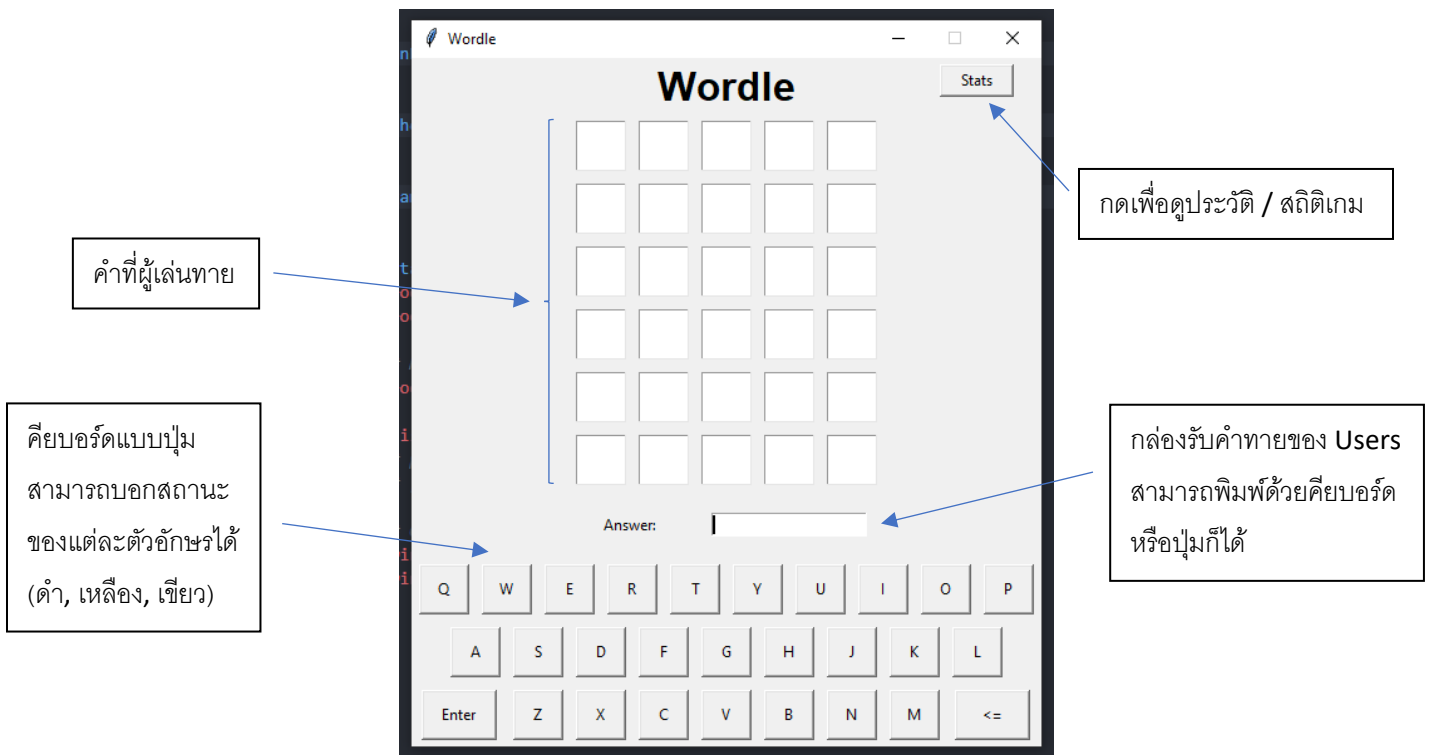 Wordle
Wordle
Stats
กดเพื่อดูประวัติ / สถิติเกม
คำที่ผู้เล่นทาย
คียบอร์ดแบบปุ่ม
สามารถบอกสถานะ
ของแต่ละตัวอักษรได้
(ดำ, เหลือง, เขียว)
กล่องรับคำทายของ Users
สามารถพิมพ์ด้วยคียบอร์ด
หรือปุ่มก็ได้
Answer:
Q W E R T Y U I O P
A S D F G H J K L
Enter Z X C V B N M <=